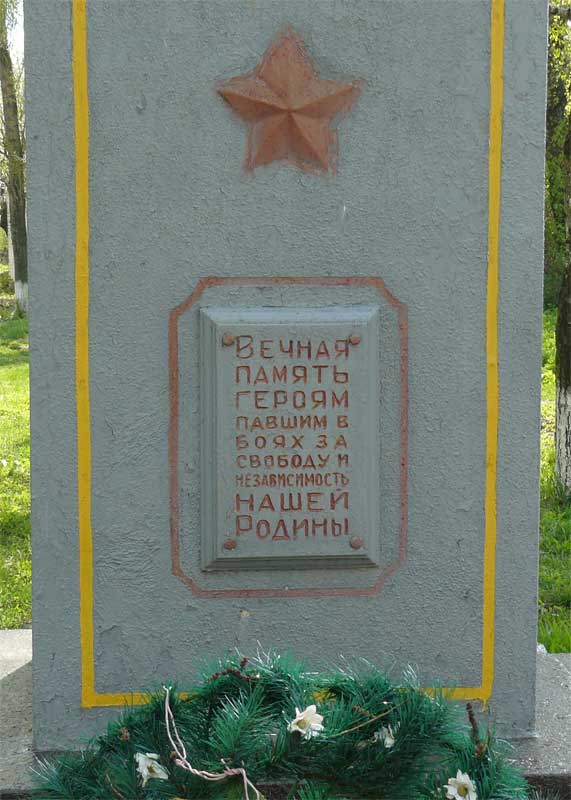 Вечная
память
героям
павшим в
боях за
свободу и
независимость
нашей
Родины